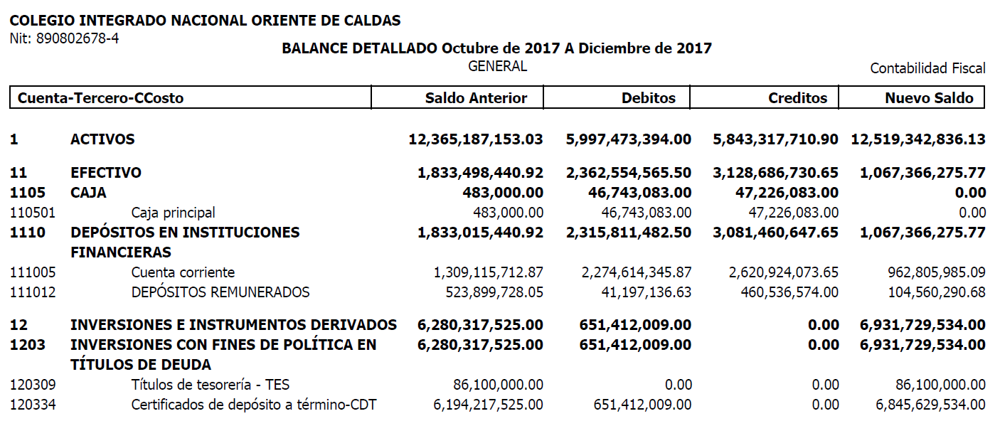 COLEGIO INTEGRADO NACIONAL ORIENTE DE CALDAS
Nit: 890802678-4
BALANCE DETALLADO Octubre de 2017 A Diciembre de 2017
GENERAL
Contabilidad Fiscal
Cuenta-Tercero-CCosto Saldo Anterior Debitos Creditos Nuevo Saldo
1 ACTIVOS 12,365,187,153.03 5,997,473,394.00 5,843,317,710.90 12,519,342,836.13
11 EFECTIVO 1,833,498,440.92 2,362,554,565.50 3,128,686,730.65 1,067,366,275.77
1105 CAJA 483,000.00 46,743,083.00 47,226,083.00 0.00
110501 Caja principal 483,000.00 46,743,083.00 47,226,083.00 0.00
1110 DEPÓSITOS EN INSTITUCIONES 1,833,015,440.92 2,315,811,482.50 3,081,460,647.65 1,067,366,275.77
FINANCIERAS
111005 Cuenta corriente 1,309,115,712.87 2,274,614,345.87 2,620,924,073.65 962,805,985.09
111012 DEPÓSITOS REMUNERADOS 523,899,728.05 41,197,136.63 460,536,574.00 104,560,290.68
12 INVERSIONES E INSTRUMENTOS DERIVADOS 6,280,317,525.00 651,412,009.00 0.00 6,931,729,534.00
1203 INVERSIONES CON FINES DE POLÍTICA EN 6,280,317,525.00 651,412,009.00 0.00 6,931,729,534.00
TÍTULOS DE DEUDA
120309 Títulos de tesorería - TES 86,100,000.00 0.00 0.00 86,100,000.00
120334 Certificados de depósito a término-CDT 6,194,217,525.00 651,412,009.00 0.00 6,845,629,534.00